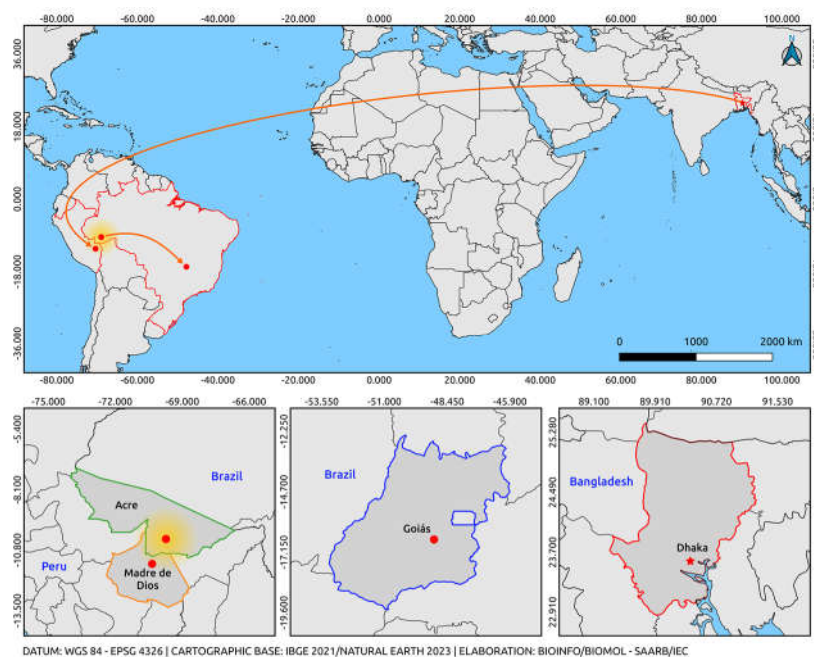 -80.000 -60.000 -40.000 -20.000 0.000 20.000 40.000 60.000 80.000 100.000
36.000
18.000
0.000
-18.000
-36.000
N
0 1000 2000 km
-80.000 -60.000 -40.000 -20.000 0.000 20.000 40.000 60.000 80.000 100.000
-75.000 -72.000 -69.000 -66.000
-5.400
-8.100
-10.800
-13.500
Brazil
Acre
Peru
Madre de
Dios
-53.550 -51.000 -48.450 -45.900
-12.250
-14.700
-17.150
-19.600
Brazil
Goiás
89.100 89.910 90.720 91.530
25.280
24.490
23.700
22.910
Bangladesh
Dhaka
DATUM: WGS 84 - EPSG 4326 | CARTOGRAPHIC BASE: IBGE 2021/NATURAL EARTH 2023 | ELABORATION: BIOINFO/BIOMOL - SAARB/IEC